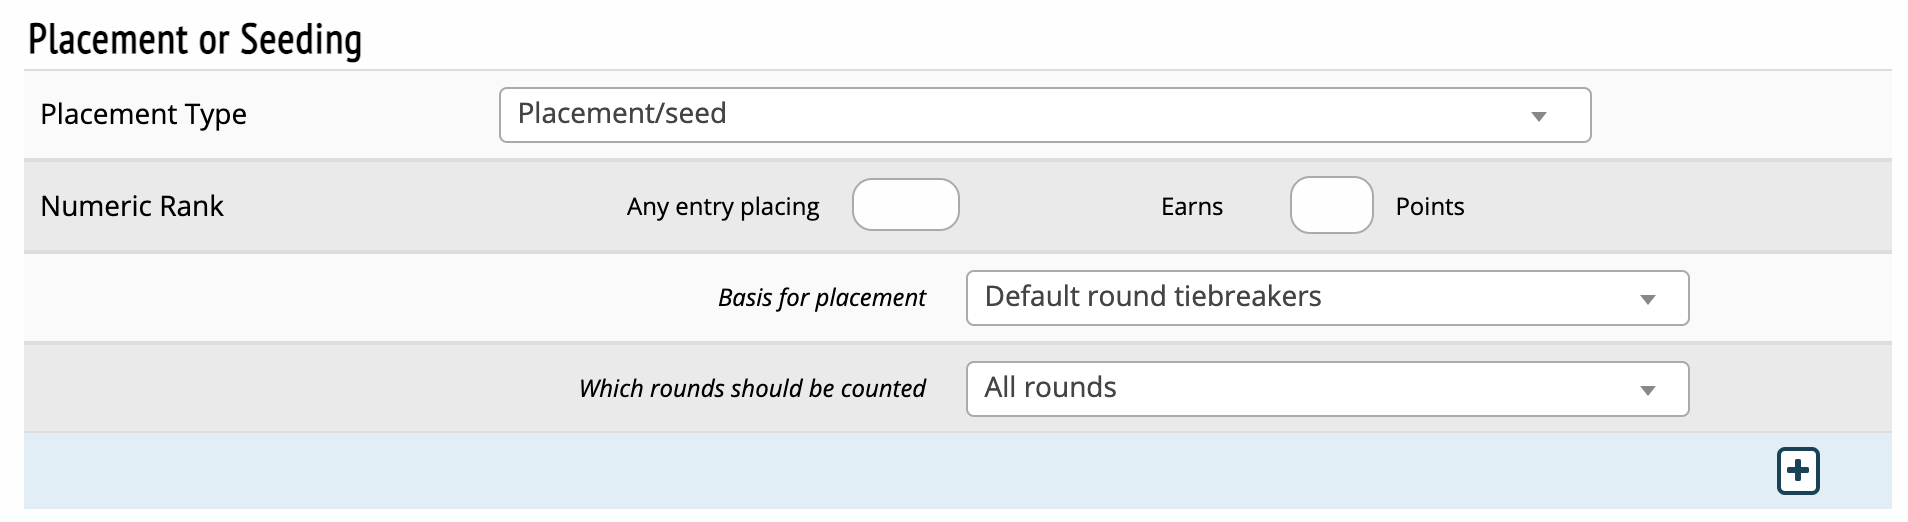 Placement or Seeding
Placement Type Placement/seed
Numeric Rank Any entry placing Earns Points
Basis for placement Default round tiebreakers
Which rounds should be counted All rounds